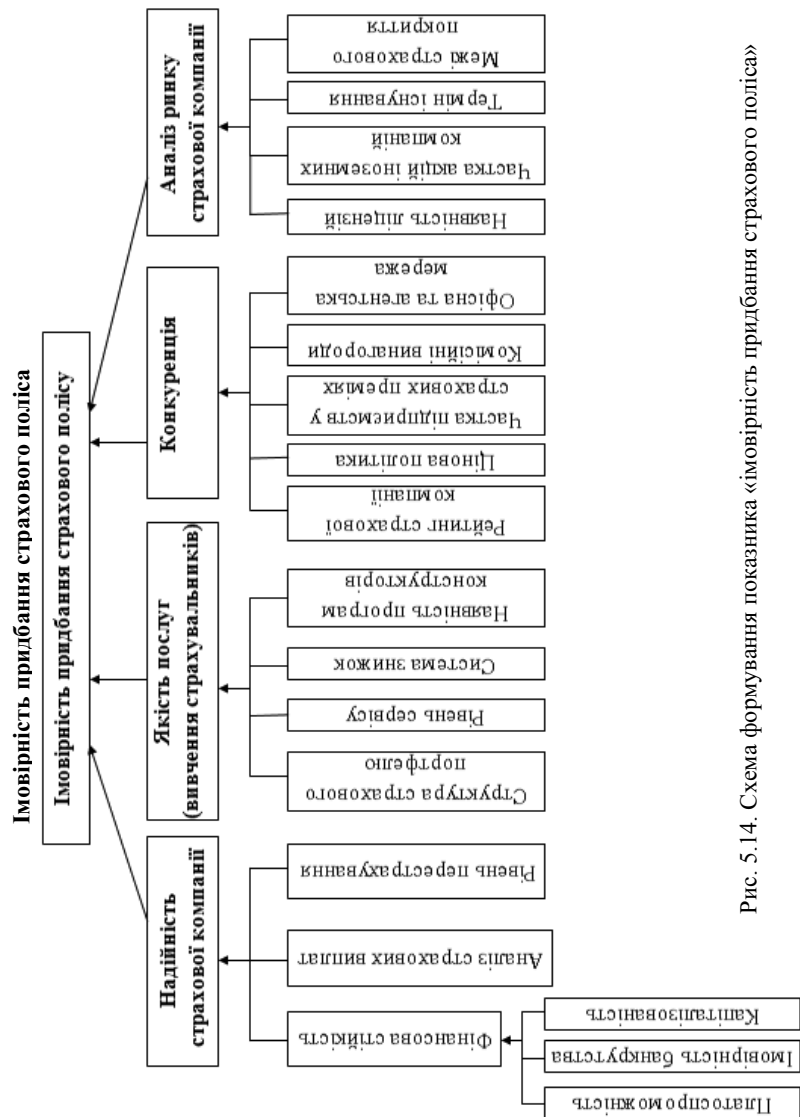 Імовірність придбання страхового поліса
Імовірність придбання страхового полісу
Надійність
страхової компанії
Якість послуг
(вивчення страхувальників)
Конкуренція
Аналіз ринку
страхової компанії
Фінансова стійкість
Аналіз страхових виплат
Рівень перестрахування
Структура страхового
портфелю
Рівень сервісу
Система знижок
Наявність програм
конструкторів
Рейтинг страхової
компанії
Цінова політика
Частка підприємств у
страхових преміях
Комісійні винагороди
Офісна та агентська
мережа
Наявність ліцензій
Частка акцій іноземних
компаній
Термін існування
Межі страхового
покриття
Платоспроможність
Імовірність банкрутства
Капіталізованість
Рис. 5.14. Схема формування показника «імовірність придбання страхового поліса»